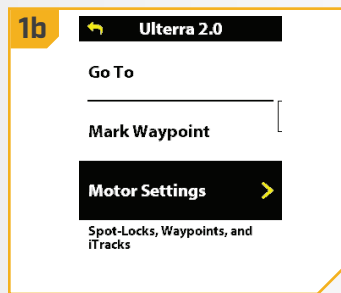 1b
Ulterra 2.0
Go To
Mark Waypoint
Motor Settings
Spot-Locks, Waypoints, and
iTracks